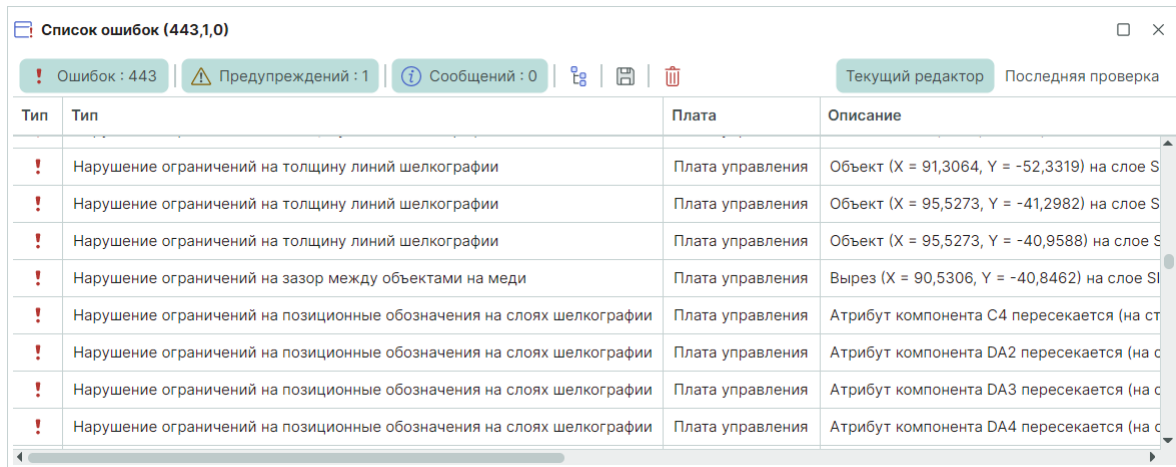 Список ошибок (443,1,0)
Ошибок : 443 Предупреждений : 1 Сообщений : 0 Текущий редактор Последняя проверка
Тип Тип Плата Описание
Нарушение ограничений на толщину линий шелкографии Плата управления Объект (X = 91,3064, Y = -52,3319) на слое S
Нарушение ограничений на толщину линий шелкографии Плата управления Объект (X = 95,5273, Y = -41,2982) на слое S
Нарушение ограничений на толщину линий шелкографии Плата управления Объект (X = 95,5273, Y = -40,9588) на слое S
Нарушение ограничений на зазор между объектами на меди Плата управления Вырез (X = 90,5306, Y = -40,8462) на слое SI
Нарушение ограничений на позиционные обозначения на слоях шелкографии Плата управления Атрибут компонента C4 пересекается (на ст
Нарушение ограничений на позиционные обозначения на слоях шелкографии Плата управления Атрибут компонента DA2 пересекается (на с
Нарушение ограничений на позиционные обозначения на слоях шелкографии Плата управления Атрибут компонента DA3 пересекается (на с
Нарушение ограничений на позиционные обозначения на слоях шелкографии Плата управления Атрибут компонента DA4 пересекается (на с